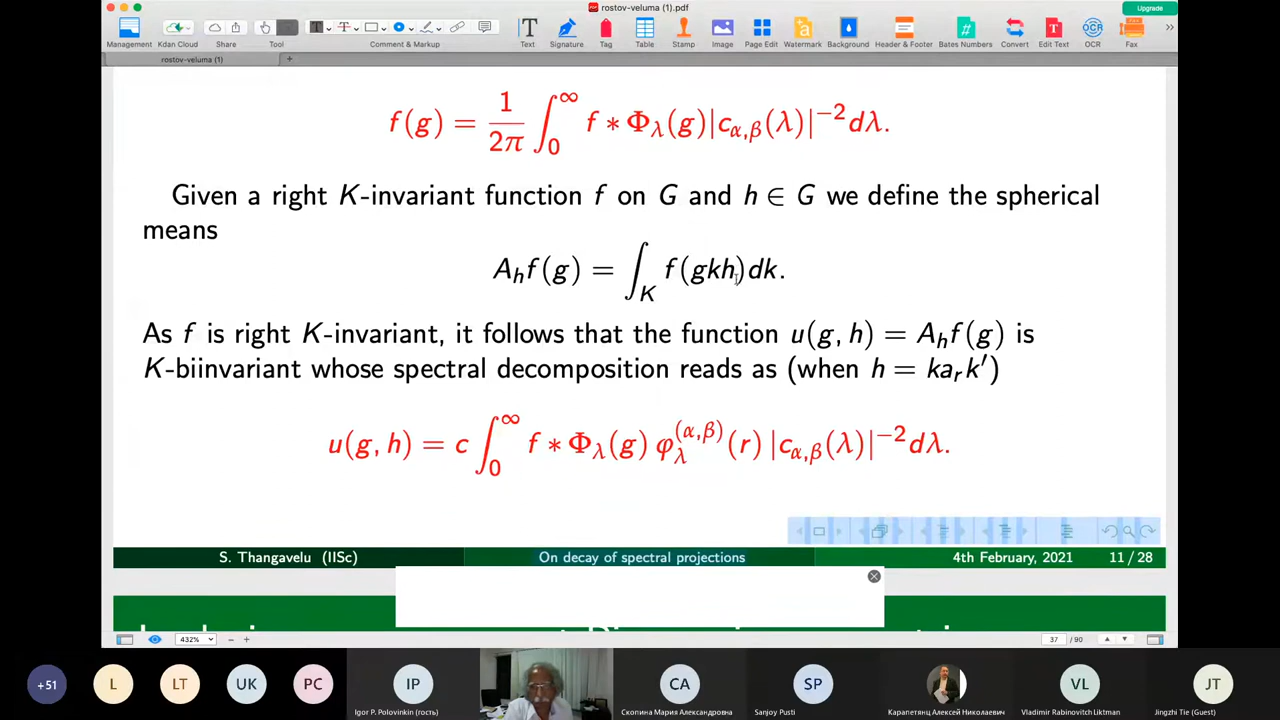 rostov-veluma (1).pdf
Upgrade
Management Kdan Cloud Share Tool Comment & Markup Text Signature Tag Table Stamp Image Page Edit Watermark Background Header & Footer Bates Numbers Convert Edit Text OCR Fax
rostov-veluma (1)
f(g) = \frac{1}{2π} ∫_0^∞ f ∗ Φ_λ(g)|c_{α,β}(λ)|^{−2}dλ.
Given a right K-invariant function f on G and h ∈ G we define the spherical
means
A_h f(g) = ∫_K f(gkh)dk.
As f is right K-invariant, it follows that the function u(g, h) = A_h f(g) is
K-biinvariant whose spectral decomposition reads as (when h = ka_r k′)
u(g, h) = c ∫_0^∞ f ∗ Φ_λ(g) φ_λ^{(α,β)}(r) |c_{α,β}(λ)|^{−2}dλ.
S. Thangavelu (IISc) On decay of spectral projections 4th February, 2021 11 / 28
432% 37 / 90
+51 L LT UK PC IP CA SP VL JT
Igor P. Polovinkin (гость) Скопина Мария Александровна Sanjoy Pusti Карапетянц Алексей Николаевич Vladimir Rabinovitch Liktman Jingzhi Tie (Guest)